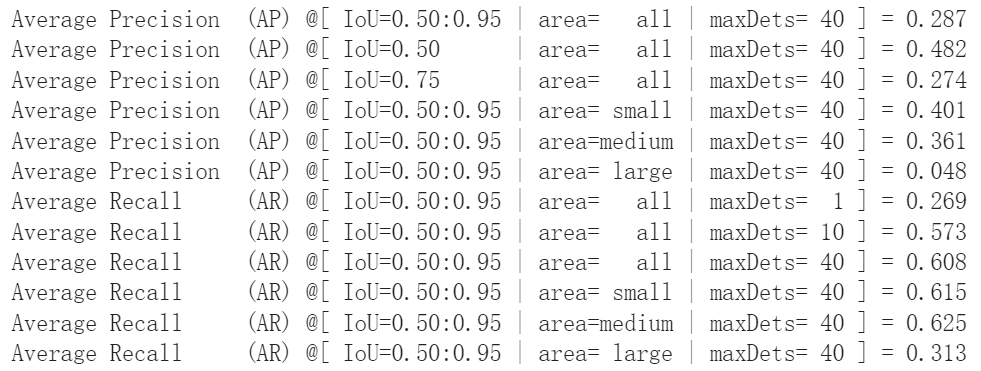 Average Precision  (AP) @[ IoU=0.50:0.95 | area=   all | maxDets= 40 ] = 0.287
Average Precision  (AP) @[ IoU=0.50      | area=   all | maxDets= 40 ] = 0.482
Average Precision  (AP) @[ IoU=0.75      | area=   all | maxDets= 40 ] = 0.274
Average Precision  (AP) @[ IoU=0.50:0.95 | area= small | maxDets= 40 ] = 0.401
Average Precision  (AP) @[ IoU=0.50:0.95 | area=medium | maxDets= 40 ] = 0.361
Average Precision  (AP) @[ IoU=0.50:0.95 | area= large | maxDets= 40 ] = 0.048
Average Recall     (AR) @[ IoU=0.50:0.95 | area=   all | maxDets=  1 ] = 0.269
Average Recall     (AR) @[ IoU=0.50:0.95 | area=   all | maxDets= 10 ] = 0.573
Average Recall     (AR) @[ IoU=0.50:0.95 | area=   all | maxDets= 40 ] = 0.608
Average Recall     (AR) @[ IoU=0.50:0.95 | area= small | maxDets= 40 ] = 0.615
Average Recall     (AR) @[ IoU=0.50:0.95 | area=medium | maxDets= 40 ] = 0.625
Average Recall     (AR) @[ IoU=0.50:0.95 | area= large | maxDets= 40 ] = 0.313